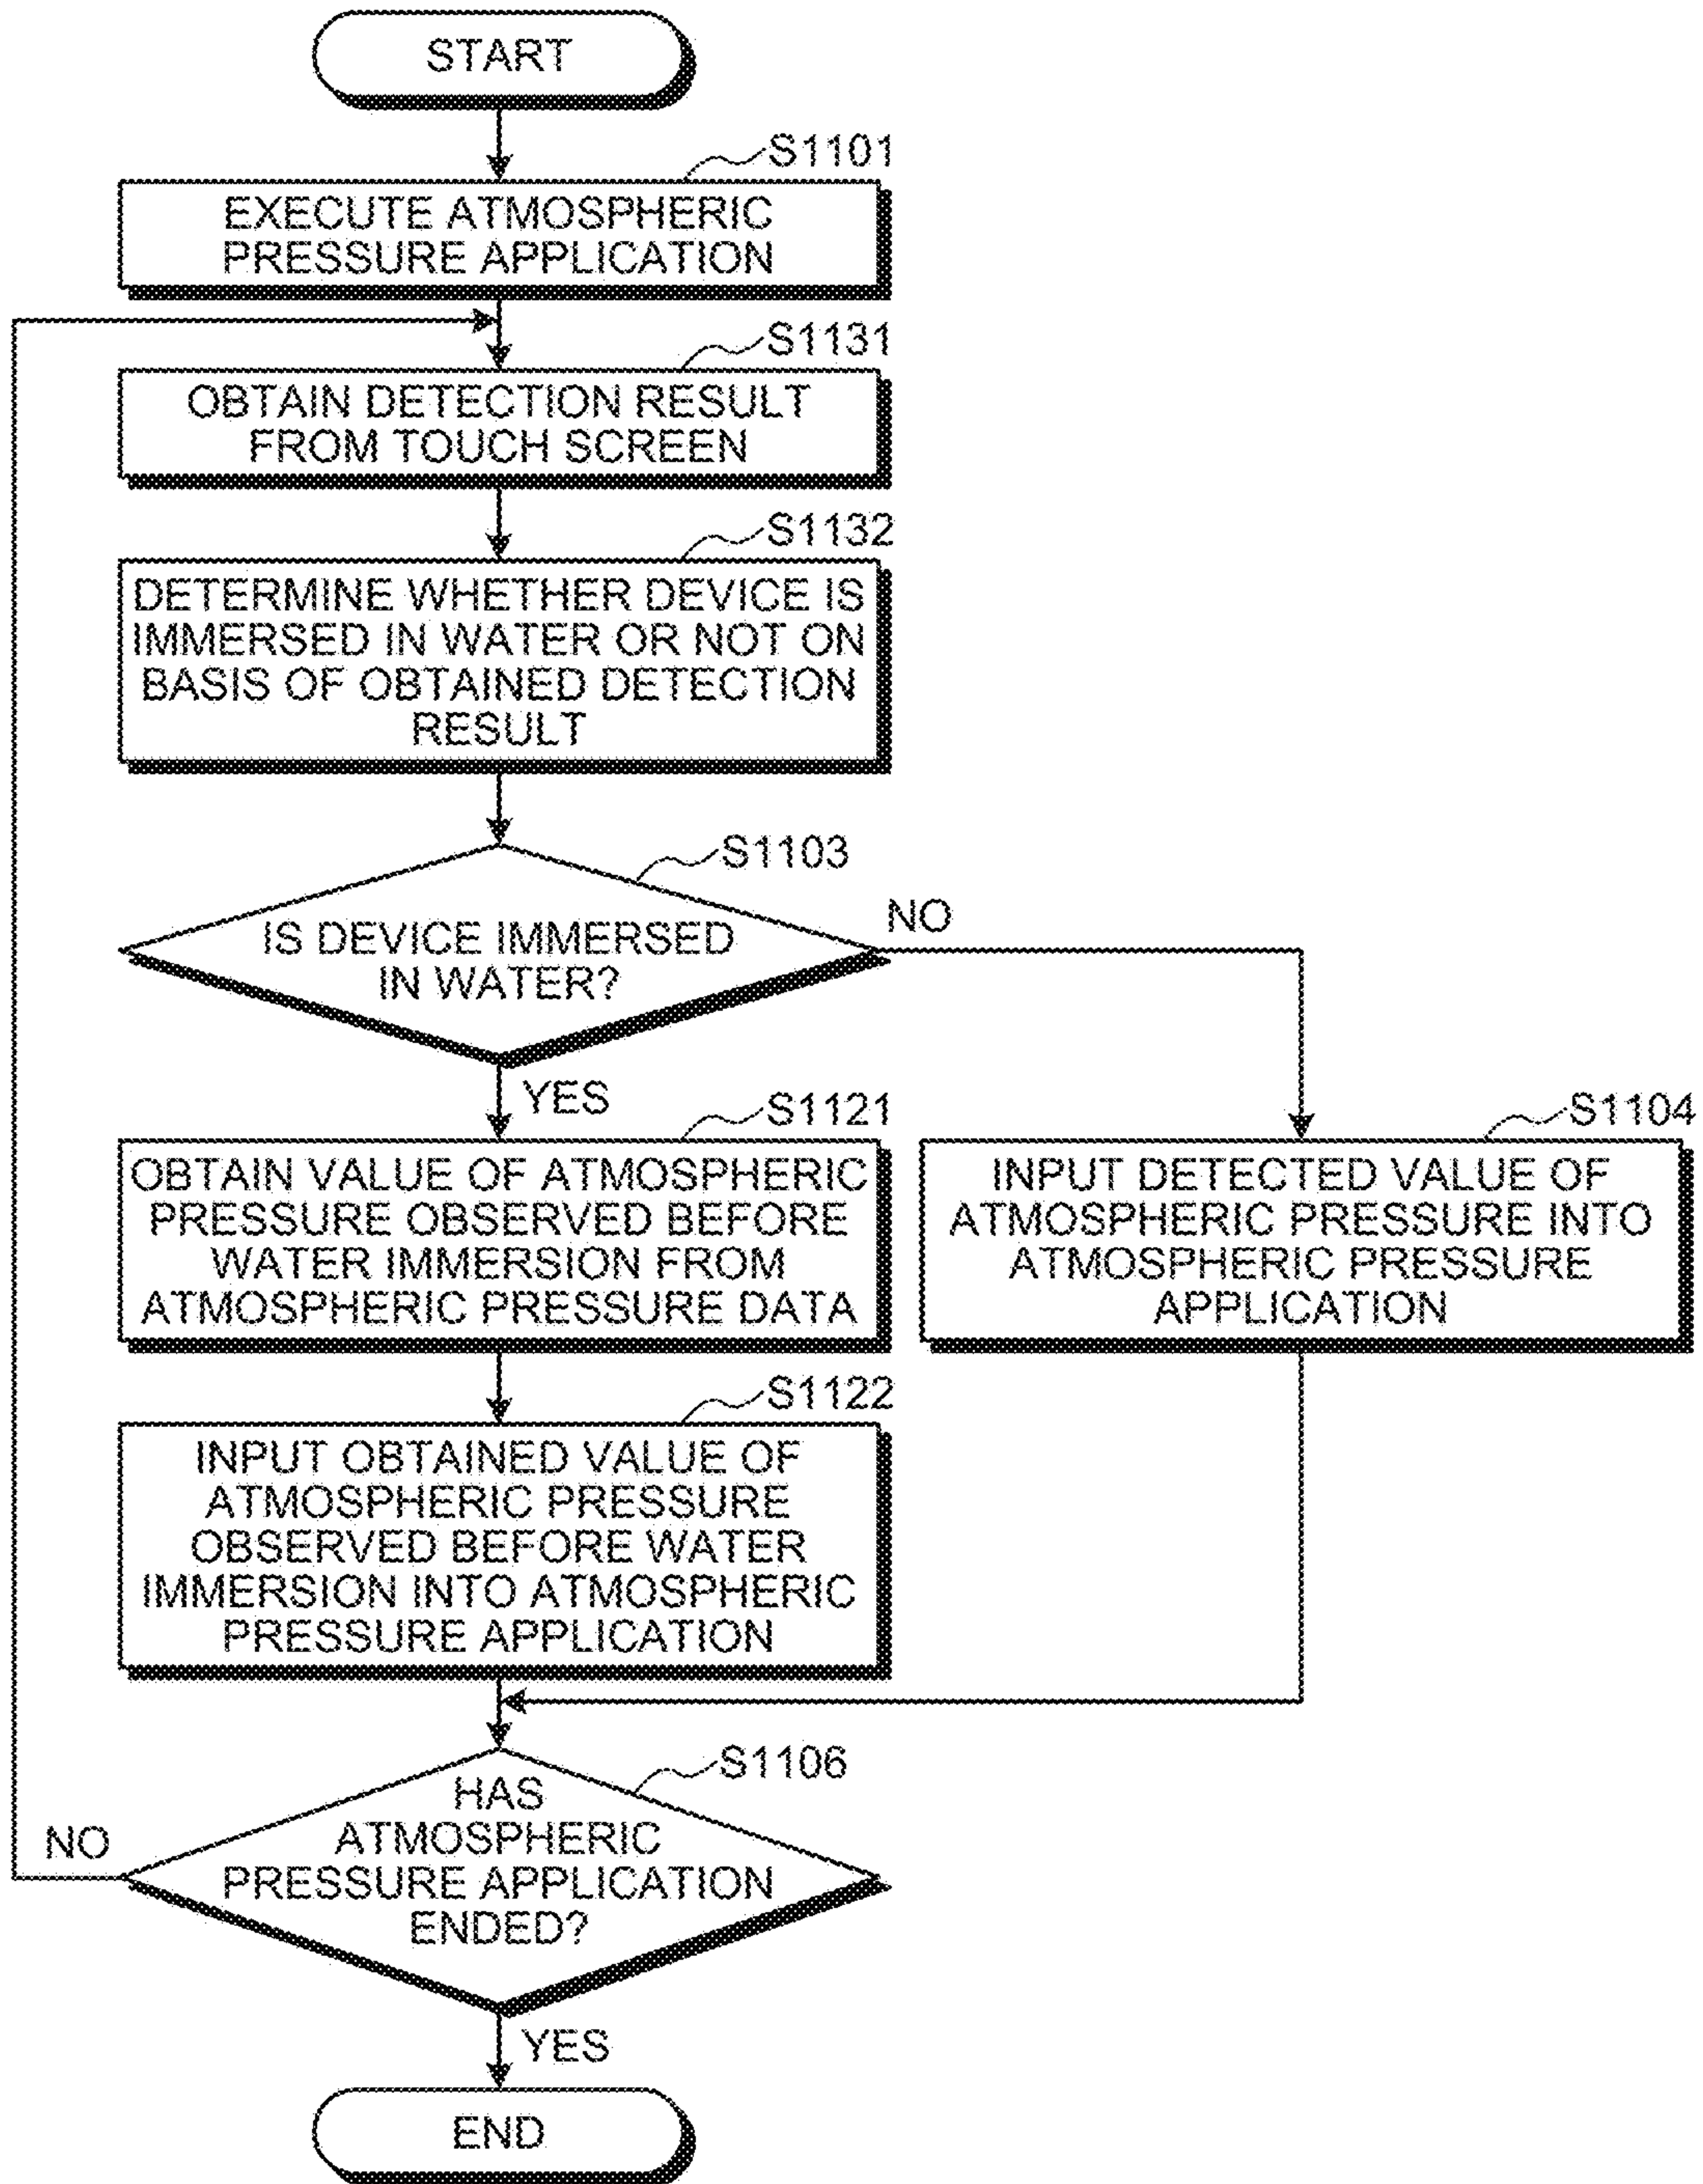 START
S1101
EXECUTE ATMOSPHERIC
PRESSURE APPLICATION
S1131
OBTAIN DETECTION RESULT
FROM TOUCH SCREEN
S1132
DETERMINE WHETHER DEVICE IS
IMMERSED IN WATER OR NOT ON
BASIS OF OBTAINED DETECTION
RESULT
S1103
IS DEVICE IMMERSED
IN WATER?
NO
YES
S1121
OBTAIN VALUE OF ATMOSPHERIC
PRESSURE OBSERVED BEFORE
WATER IMMERSION FROM
ATMOSPHERIC PRESSURE DATA
S1104
INPUT DETECTED VALUE OF
ATMOSPHERIC PRESSURE INTO
ATMOSPHERIC PRESSURE
APPLICATION
S1122
INPUT OBTAINED VALUE OF
ATMOSPHERIC PRESSURE
OBSERVED BEFORE WATER
IMMERSION INTO ATMOSPHERIC
PRESSURE APPLICATION
S1106
HAS
ATMOSPHERIC
PRESSURE APPLICATION
ENDED?
NO
YES
END